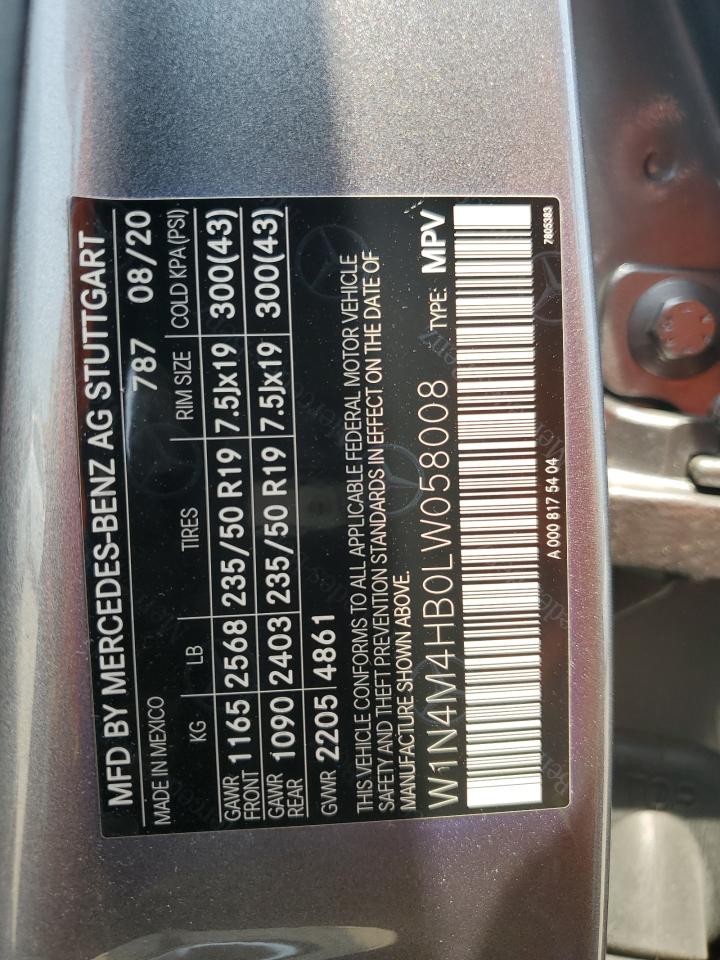 MFD BY MERCEDES-BENZ AG STUTTGART
MADE IN MEXICO 787 08/20
KG LB TIRES RIM SIZE COLD KPA(PSI)
GAWR FRONT 1165 2568 235/50 R19 7.5Jx19 300(43)
GAWR REAR 1090 2403 235/50 R19 7.5Jx19 300(43)
GVWR 2205 4861
THIS VEHICLE CONFORMS TO ALL APPLICABLE FEDERAL MOTOR VEHICLE
SAFETY AND THEFT PREVENTION STANDARDS IN EFFECT ON THE DATE OF
MANUFACTURE SHOWN ABOVE.
W1N4M4HB0LW058008 TYPE: MPV
A 000 817 54 04 7805383